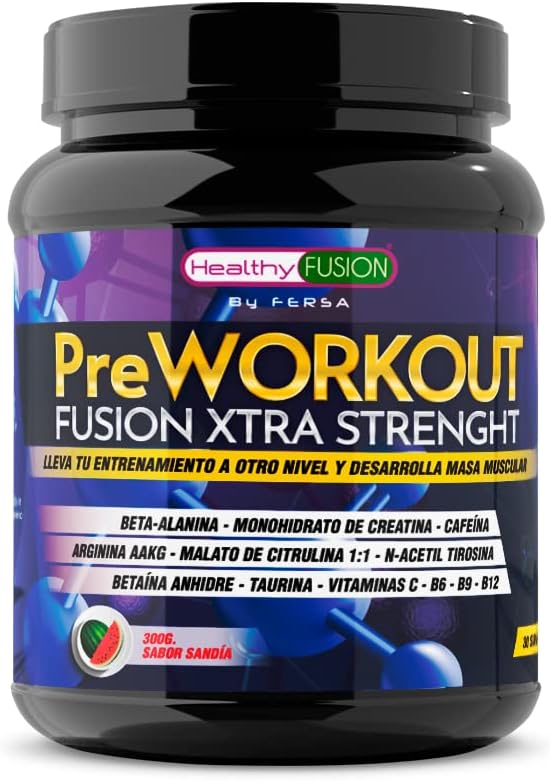 Healthy FUSION®
By FERSA
PreWORKOUT
FUSION XTRA STRENGHT
LLEVA TU ENTRENAMIENTO A OTRO NIVEL Y DESARROLLA MASA MUSCULAR
BETA-ALANINA - MONOHIDRATO DE CREATINA - CAFEÍNA
ARGININA AAKG - MALATO DE CITRULINA 1:1 - N-ACETIL TIROSINA
BETAÍNA ANHIDRE - TAURINA - VITAMINAS C - B6 - B9 - B12
300G.
SABOR SANDÍA
30